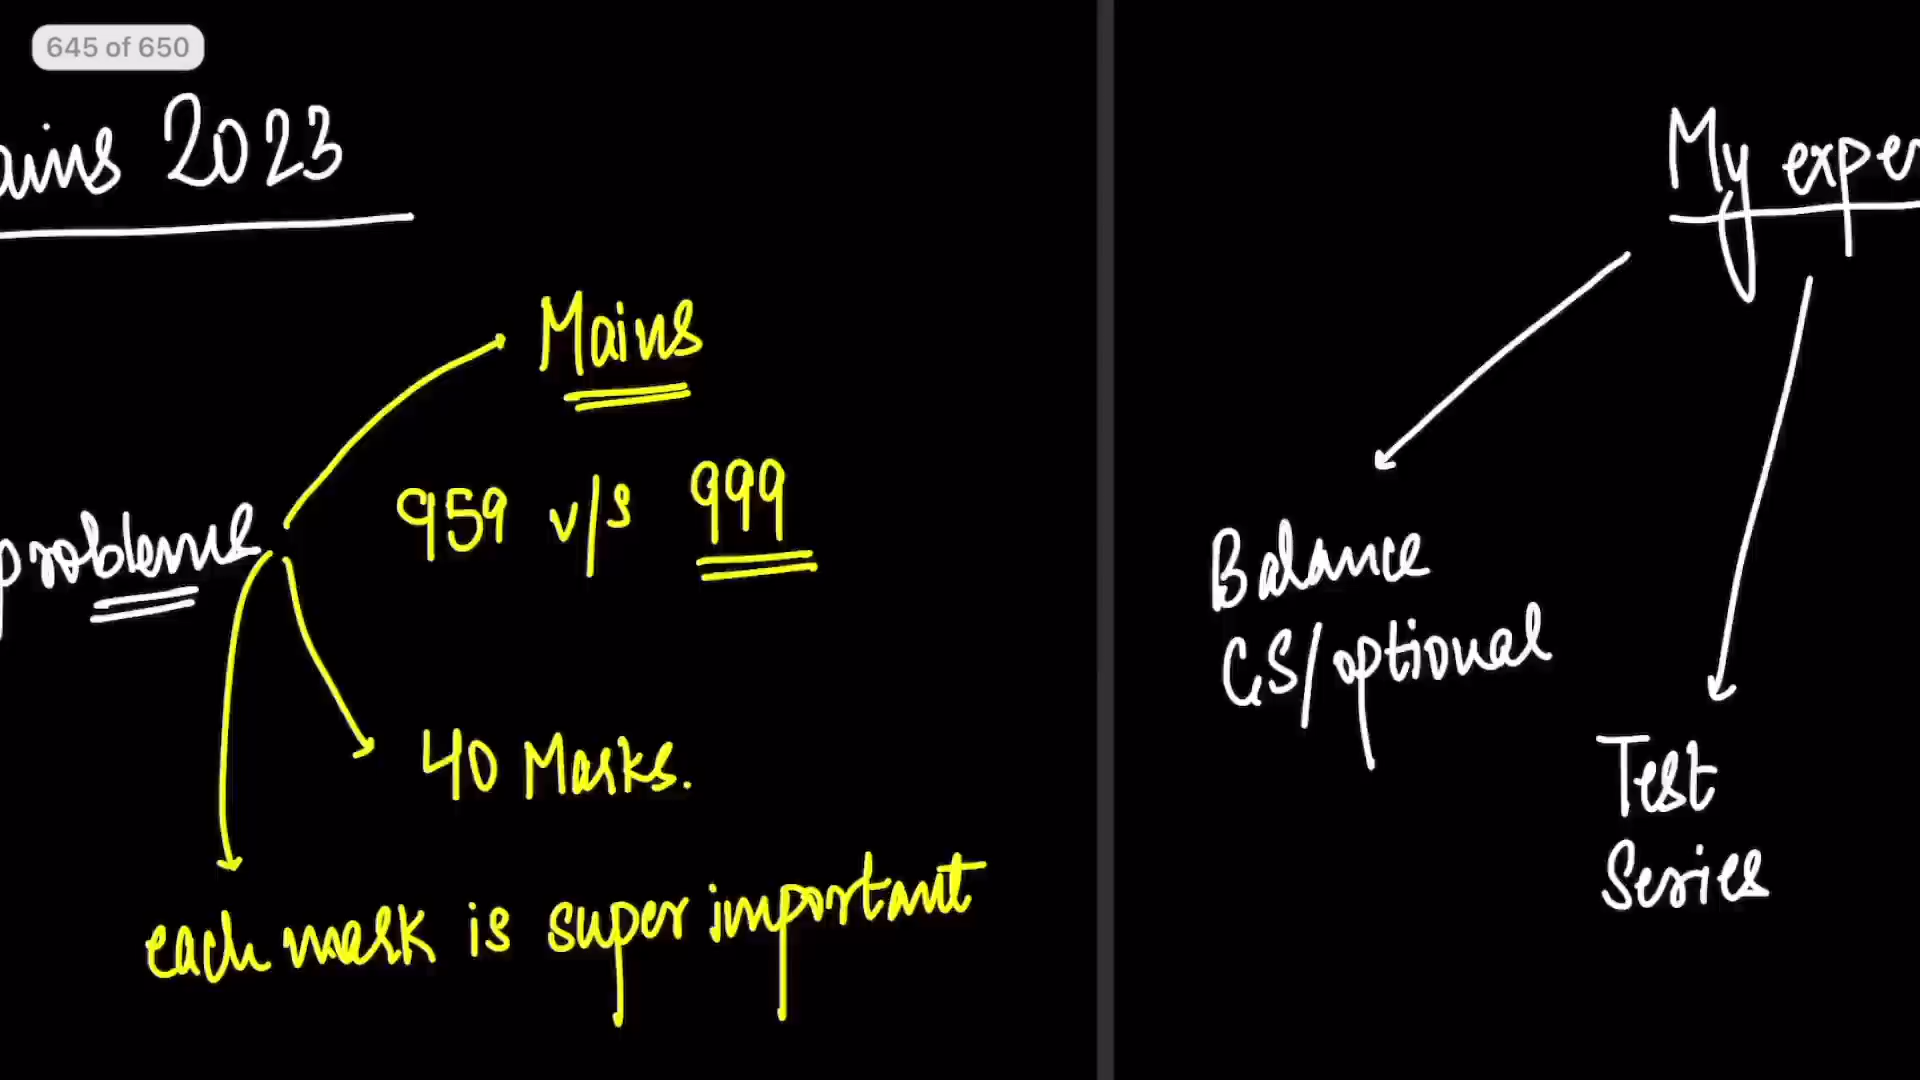 645 of 650
ains 2023
Mains
959 v/s 999
problems
40 Marks.
each mark is super important
My exper
Balance
GS/optional
Test
Series